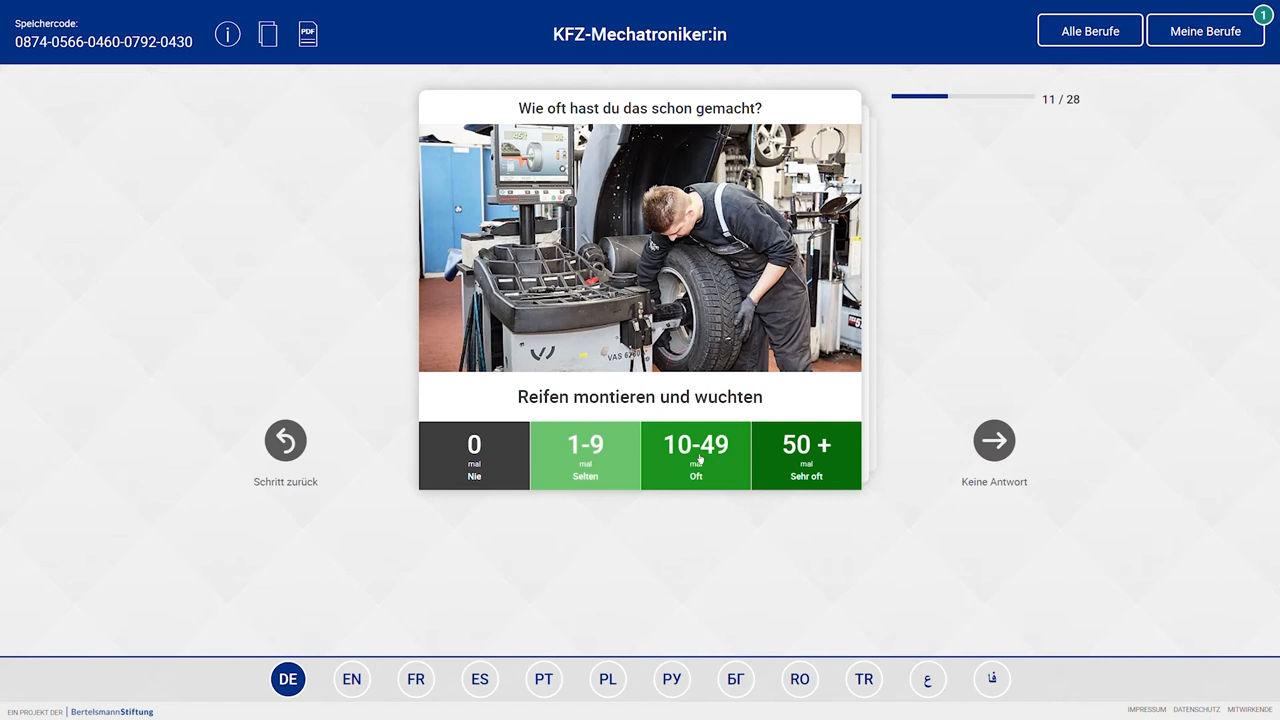 Speichercode:
0874-0566-0460-0792-0430
i
PDF
KFZ-Mechatroniker:in
Alle Berufe
Meine Berufe
1
Wie oft hast du das schon gemacht?
11 / 28
VAS
Reifen montieren und wuchten
0
mal
Nie
1-9
mal
Selten
10-49
mal
Oft
50 +
mal
Sehr oft
Schritt zurück
Keine Antwort
DE EN FR ES PT PL РУ БГ RO TR ع فا
EIN PROJEKT DER | BertelsmannStiftung
IMPRESSUM DATENSCHUTZ MITWIRKENDE